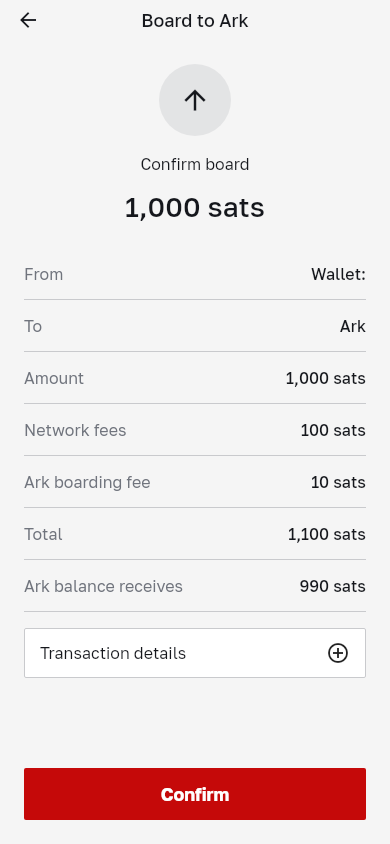 Board to Ark
Confirm board
1,000 sats
From Wallet:
To Ark
Amount 1,000 sats
Network fees 100 sats
Ark boarding fee 10 sats
Total 1,100 sats
Ark balance receives 990 sats
Transaction details
Confirm